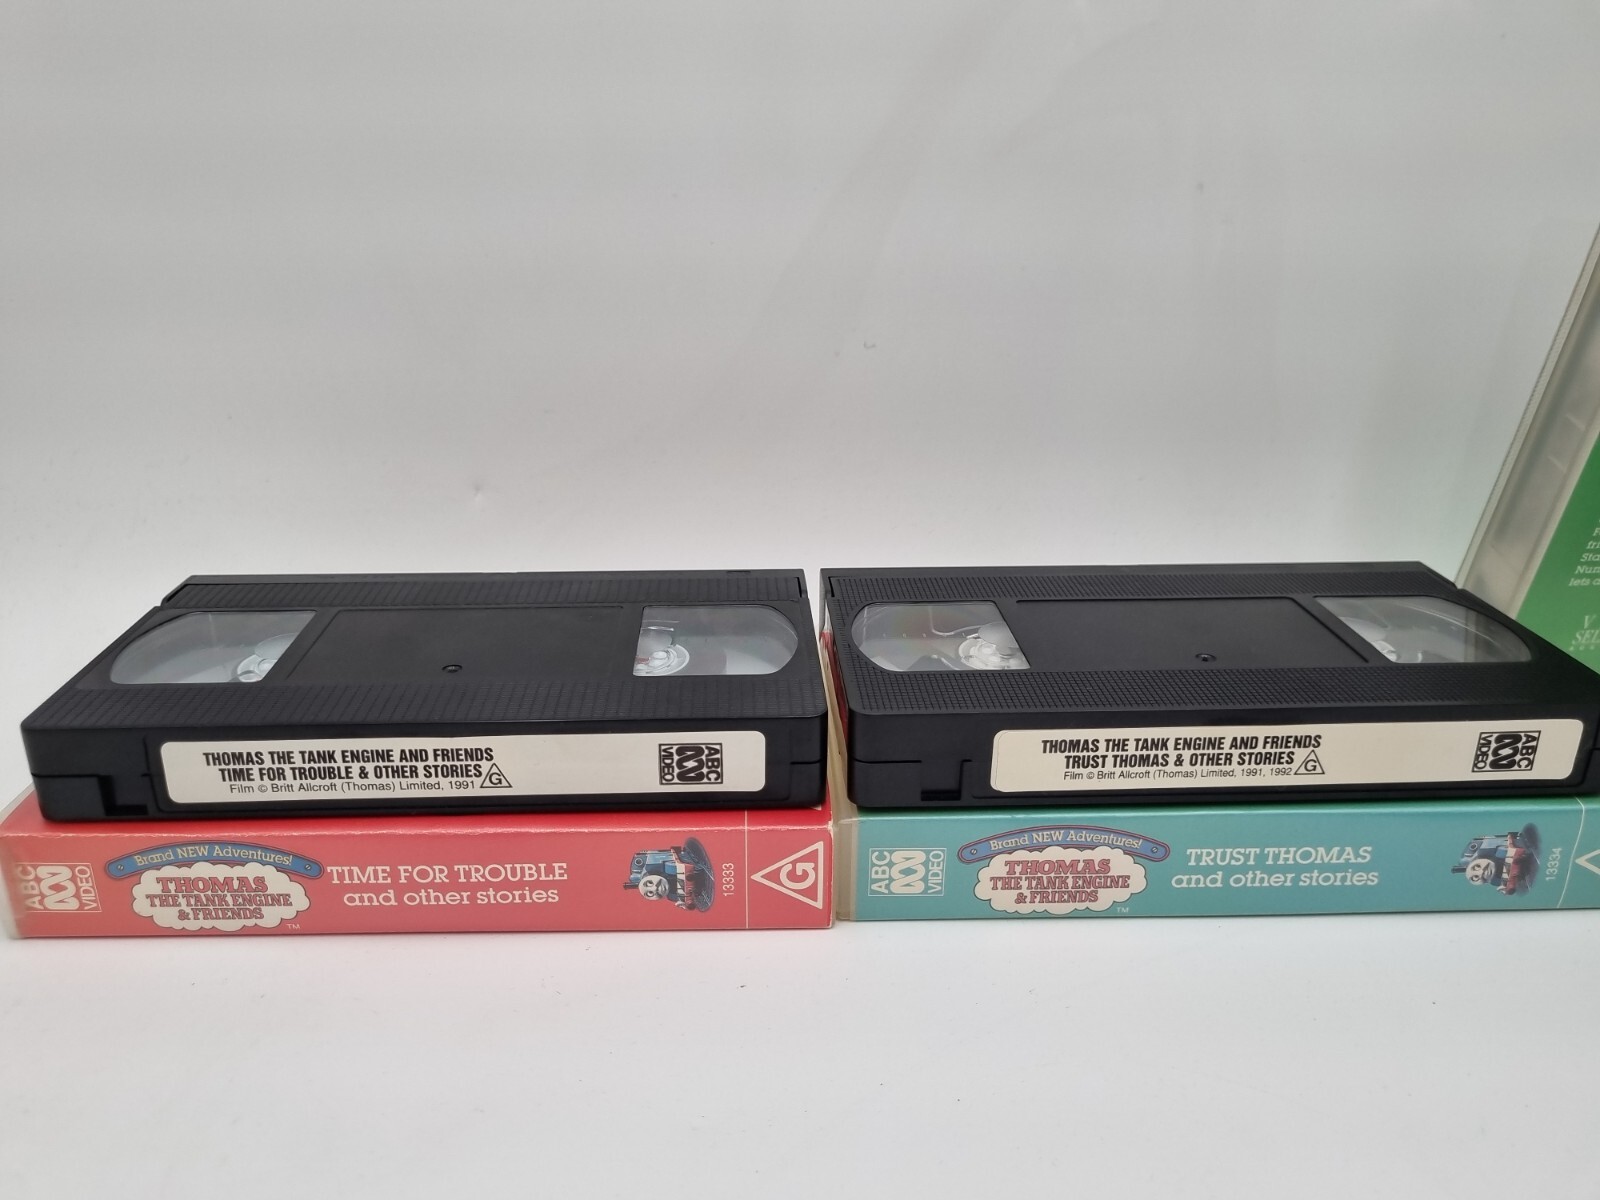 THOMAS THE TANK ENGINE AND FRIENDS
TIME FOR TROUBLE & OTHER STORIES G
Film © Britt Allcroft (Thomas) Limited, 1991
ABC
VIDEO
THOMAS THE TANK ENGINE AND FRIENDS
TRUST THOMAS & OTHER STORIES G
Film © Britt Allcroft (Thomas) Limited, 1991, 1992
ABC
VIDEO
ABC
VIDEO
Brand NEW Adventures!
THOMAS
THE TANK ENGINE
& FRIENDS
TM
TIME FOR TROUBLE
and other stories
13333
G
ABC
VIDEO
Brand NEW Adventures!
THOMAS
THE TANK ENGINE
& FRIENDS
TM
TRUST THOMAS
and other stories
13334